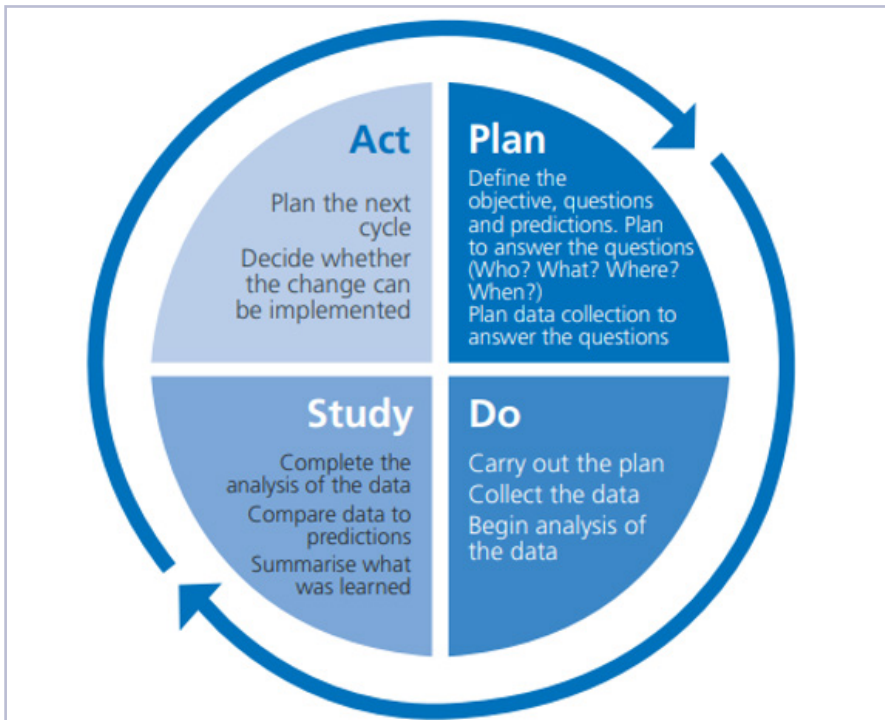 Act
Plan the next
cycle
Decide whether
the change can
be implemented
Plan
Define the
objective, questions
and predictions. Plan
to answer the questions
(Who? What? Where?
When?)
Plan data collection to
answer the questions
Study
Complete the
analysis of the data
Compare data to
predictions
Summarise what
was learned
Do
Carry out the plan
Collect the data
Begin analysis of
the data